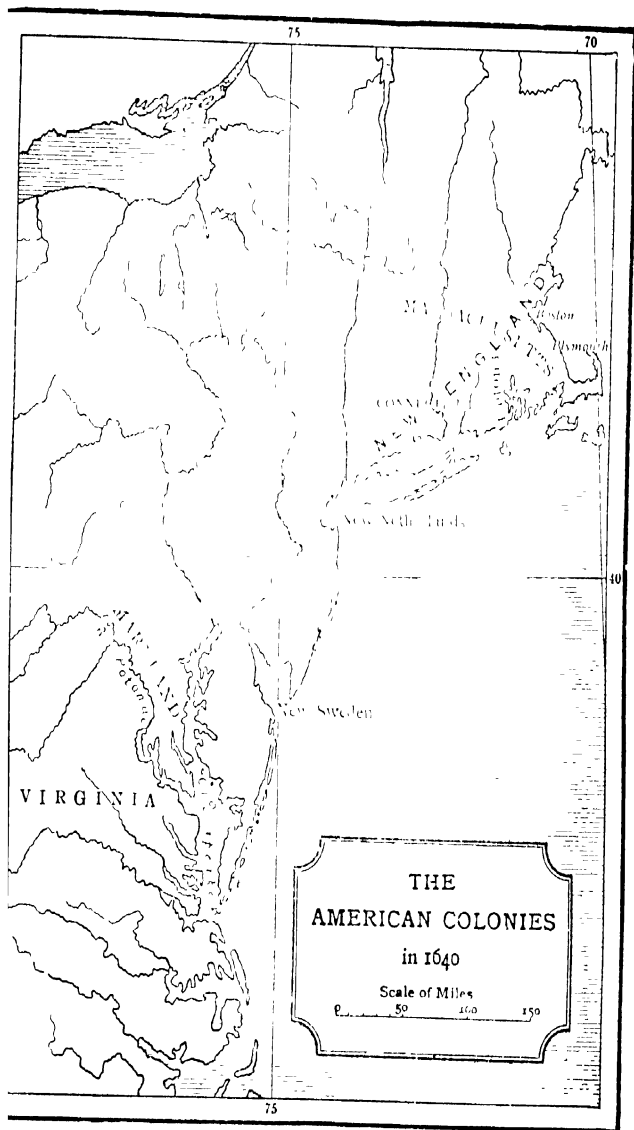 75
70
NEW ENGLAND
Boston
Plymouth
40
MARYLAND
Potomac
New Sweden
VIRGINIA
THE
AMERICAN COLONIES
in 1640
Scale of Miles
0 50 100 150
75